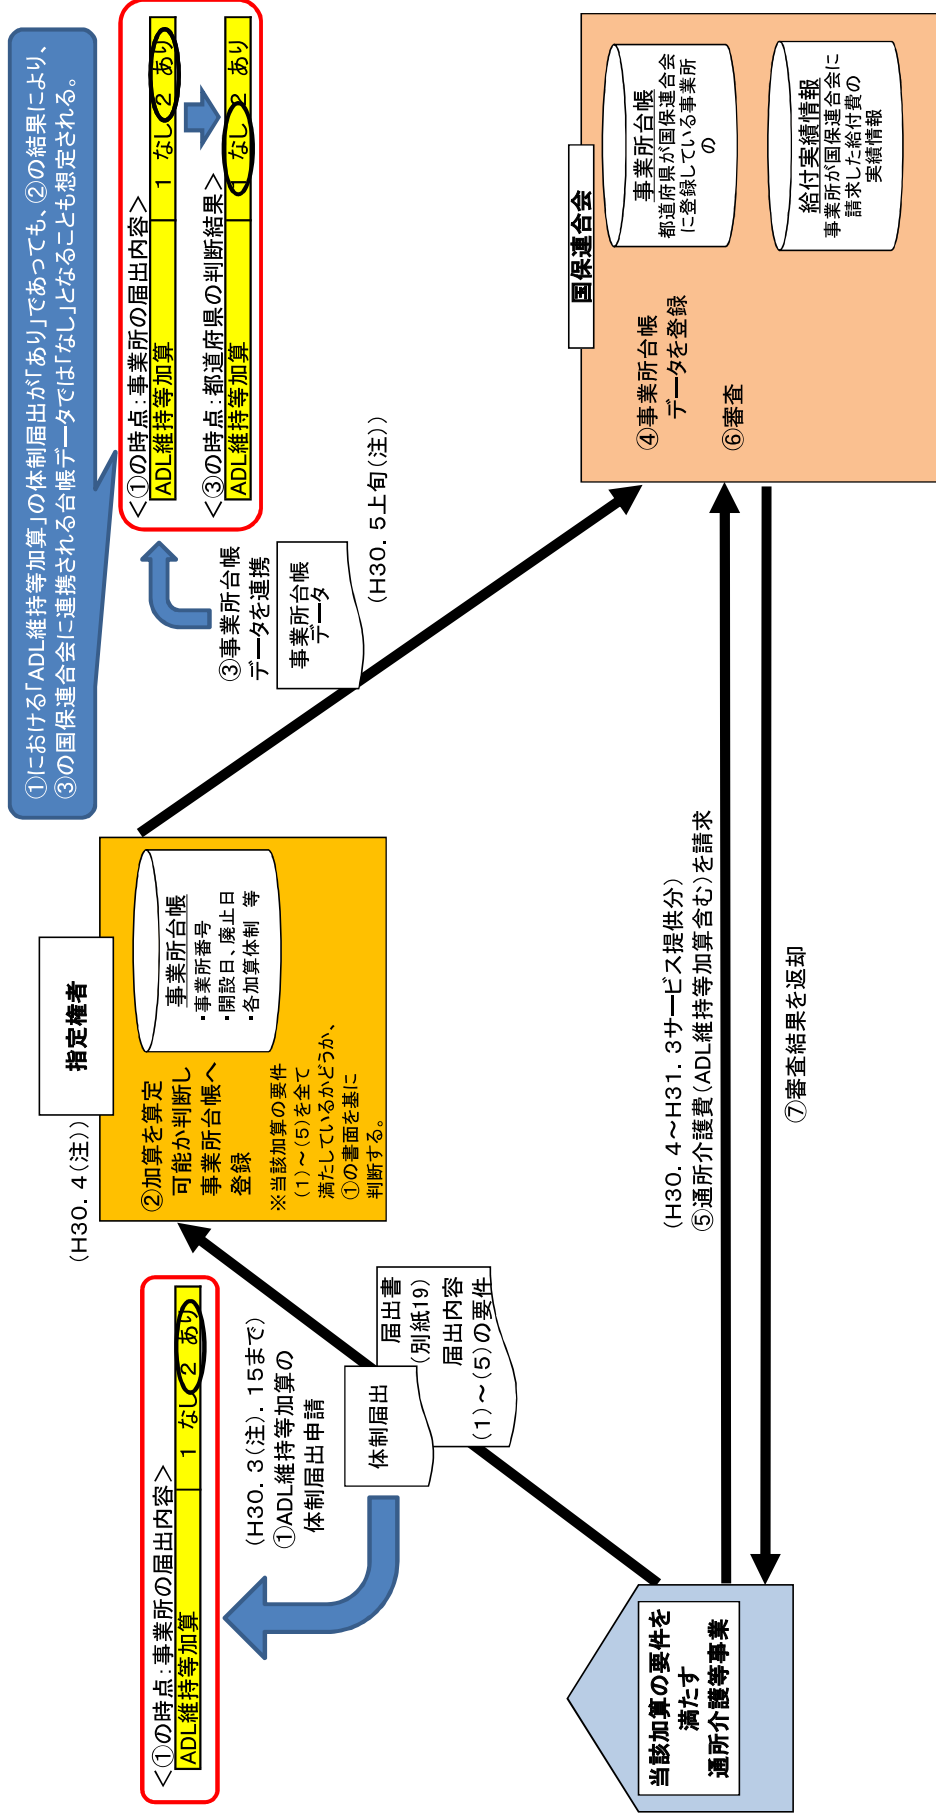 ①における「ADL維持等加算」の体制届出が「あり」であっても、②の結果により、
③の国保連合会に連携される台帳データでは「なし」となることも想定される。
＜①の時点：事業所の届出内容＞
ADL維持等加算 1 なし 2 あり
＜③の時点：都道府県の判断結果＞
ADL維持等加算 1 なし 2 あり
＜①の時点：事業所の届出内容＞
ADL維持等加算 1 なし 2 あり
（H30．3（注）．15まで）
①ADL維持等加算の
体制届出申請
体制届出
届出書
（別紙19）
届出内容
（1）～（5）の要件
（H30．4（注））
指定権者
②加算を算定
可能か判断し
事業所台帳へ
登録
※当該加算の要件
（1）～（5）を全て
満たしているかどうか、
①の書面を基に
判断する。
事業所台帳
・事業所番号
・開設日、廃止日
・各加算体制 等
③事業所台帳
データを連携
事業所台帳
データ
（H30．5上旬（注））
国保連合会
④事業所台帳
データを登録
⑥審査
事業所台帳
都道府県が国保連合会
に登録している事業所
の
給付実績情報
事業所が国保連合会に
請求した給付費の
実績情報
（H30．4～H31．3サービス提供分）
⑤通所介護費（ADL維持等加算含む）を請求
⑦審査結果を返却
当該加算の要件を
満たす
通所介護等事業